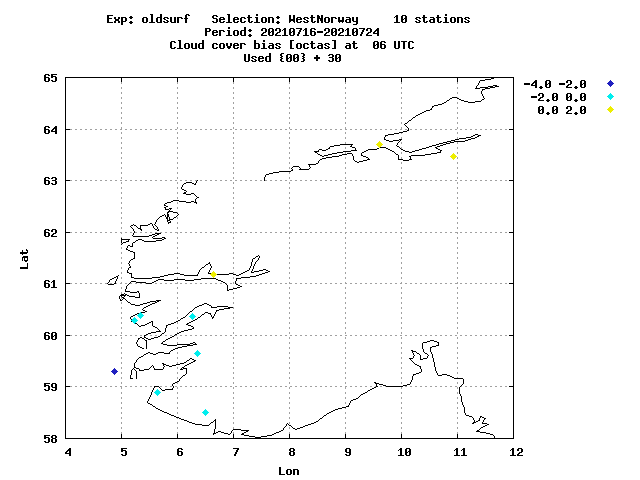 Exp: oldsurf   Selection: WestNorway     10 stations
Period: 20210716-20210724
Cloud cover bias [octas] at  06 UTC
Used {00} + 30
-4.0 -2.0
-2.0 0.0
0.0 2.0
65
64
63
62
61
60
59
58
Lat
4 5 6 7 8 9 10 11 12
Lon